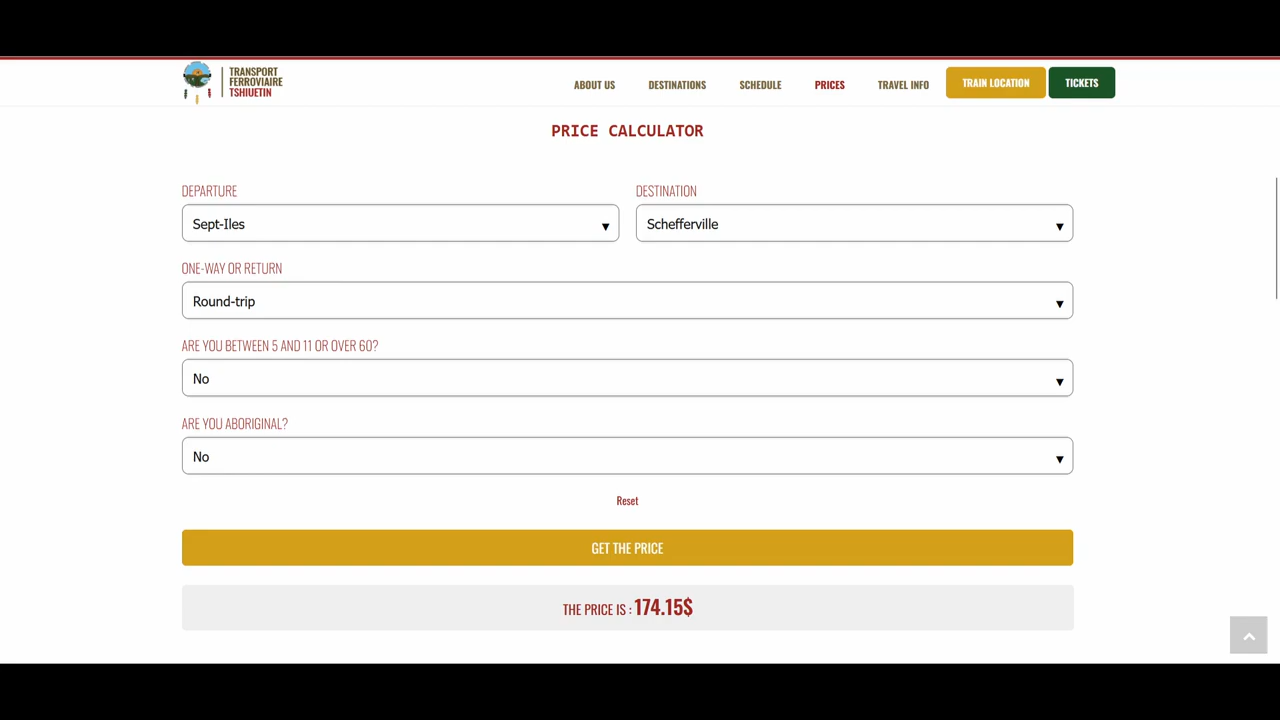 TRANSPORT
FERROVIAIRE
TSHIUETIN
ABOUT US
DESTINATIONS
SCHEDULE
PRICES
TRAVEL INFO
TRAIN LOCATION
TICKETS
PRICE CALCULATOR
DEPARTURE
DESTINATION
Sept-Iles
Schefferville
ONE-WAY OR RETURN
Round-trip
ARE YOU BETWEEN 5 AND 11 OR OVER 60?
No
ARE YOU ABORIGINAL?
No
Reset
GET THE PRICE
THE PRICE IS : 174.15$